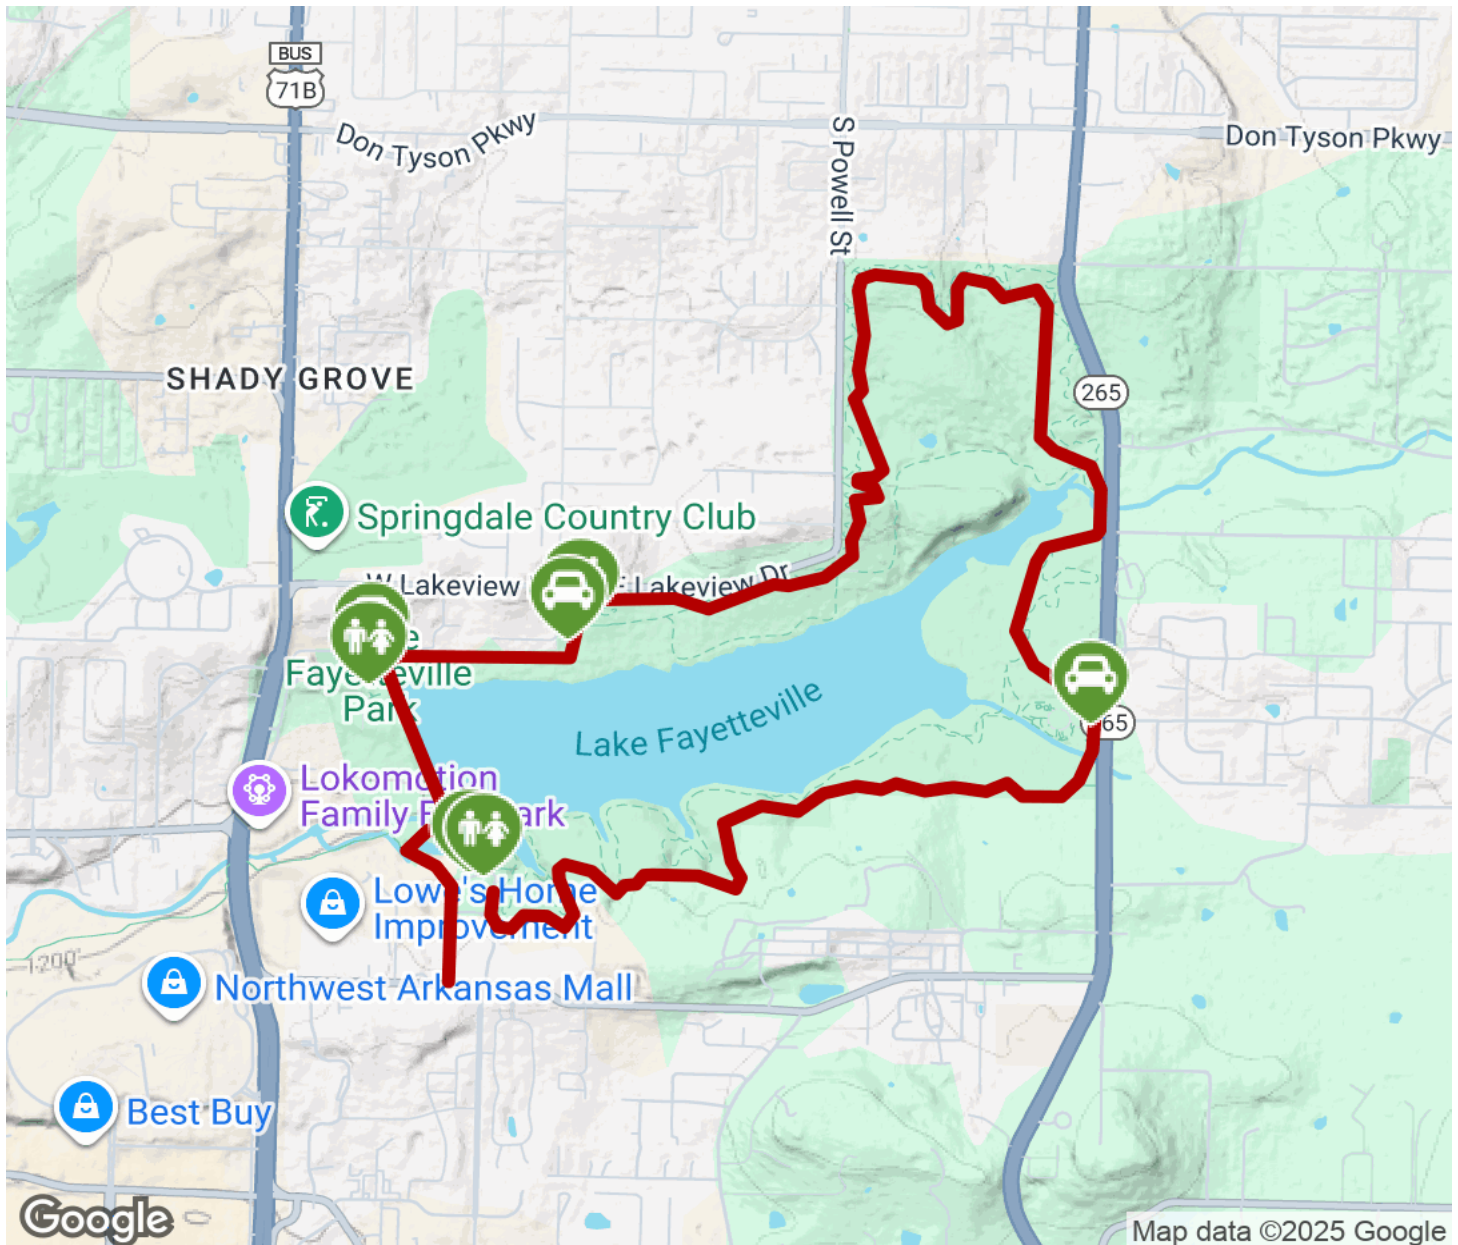 BUS
71B
Don Tyson Pkwy
Don Tyson Pkwy
S Powell St
SHADY GROVE
265
Springdale Country Club
W Lakeview
E Lakeview Dr
Fayetteville
Park
Lake Fayetteville
65
Lokomotion
Family F Park
Lowe's Home
Improvement
1200'
Northwest Arkansas Mall
Best Buy
Google
Map data ©2025 Google